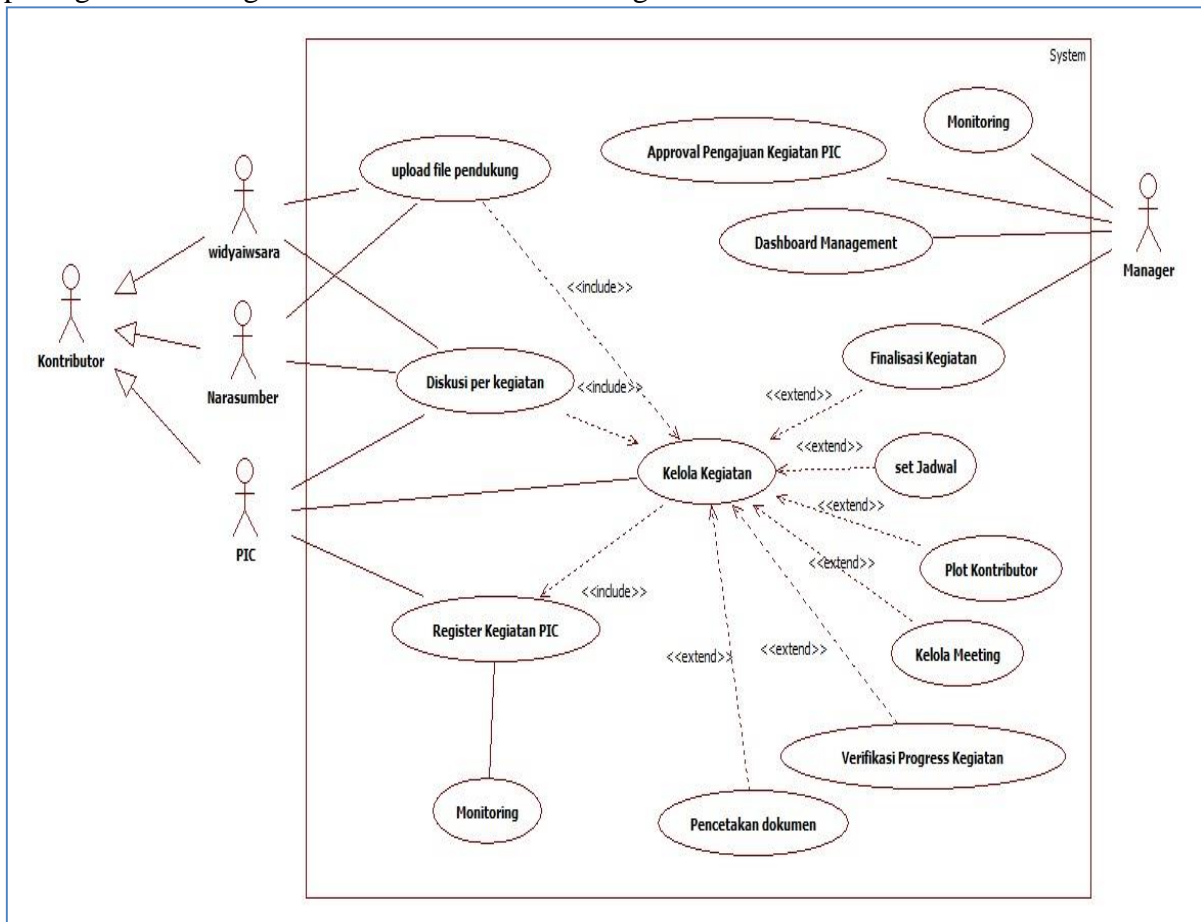 System
Monitoring
Approval Pengajuan Kegiatan PIC
upload file pendukung
widyaiwsara
Dashboard Management
Manager
<<include>>
Kontributor
Finalisasi Kegiatan
Narasumber
Diskusi per kegiatan
<<include>>
<<extend>>
<<extend>>
set Jadwal
Kelola Kegiatan
PIC
<<extend>>
Plot Kontributor
<<extend>>
<<include>>
Register Kegiatan PIC
Kelola Meeting
<<extend>>
<<extend>>
Verifikasi Progress Kegiatan
Monitoring
Pencetakan dokumen